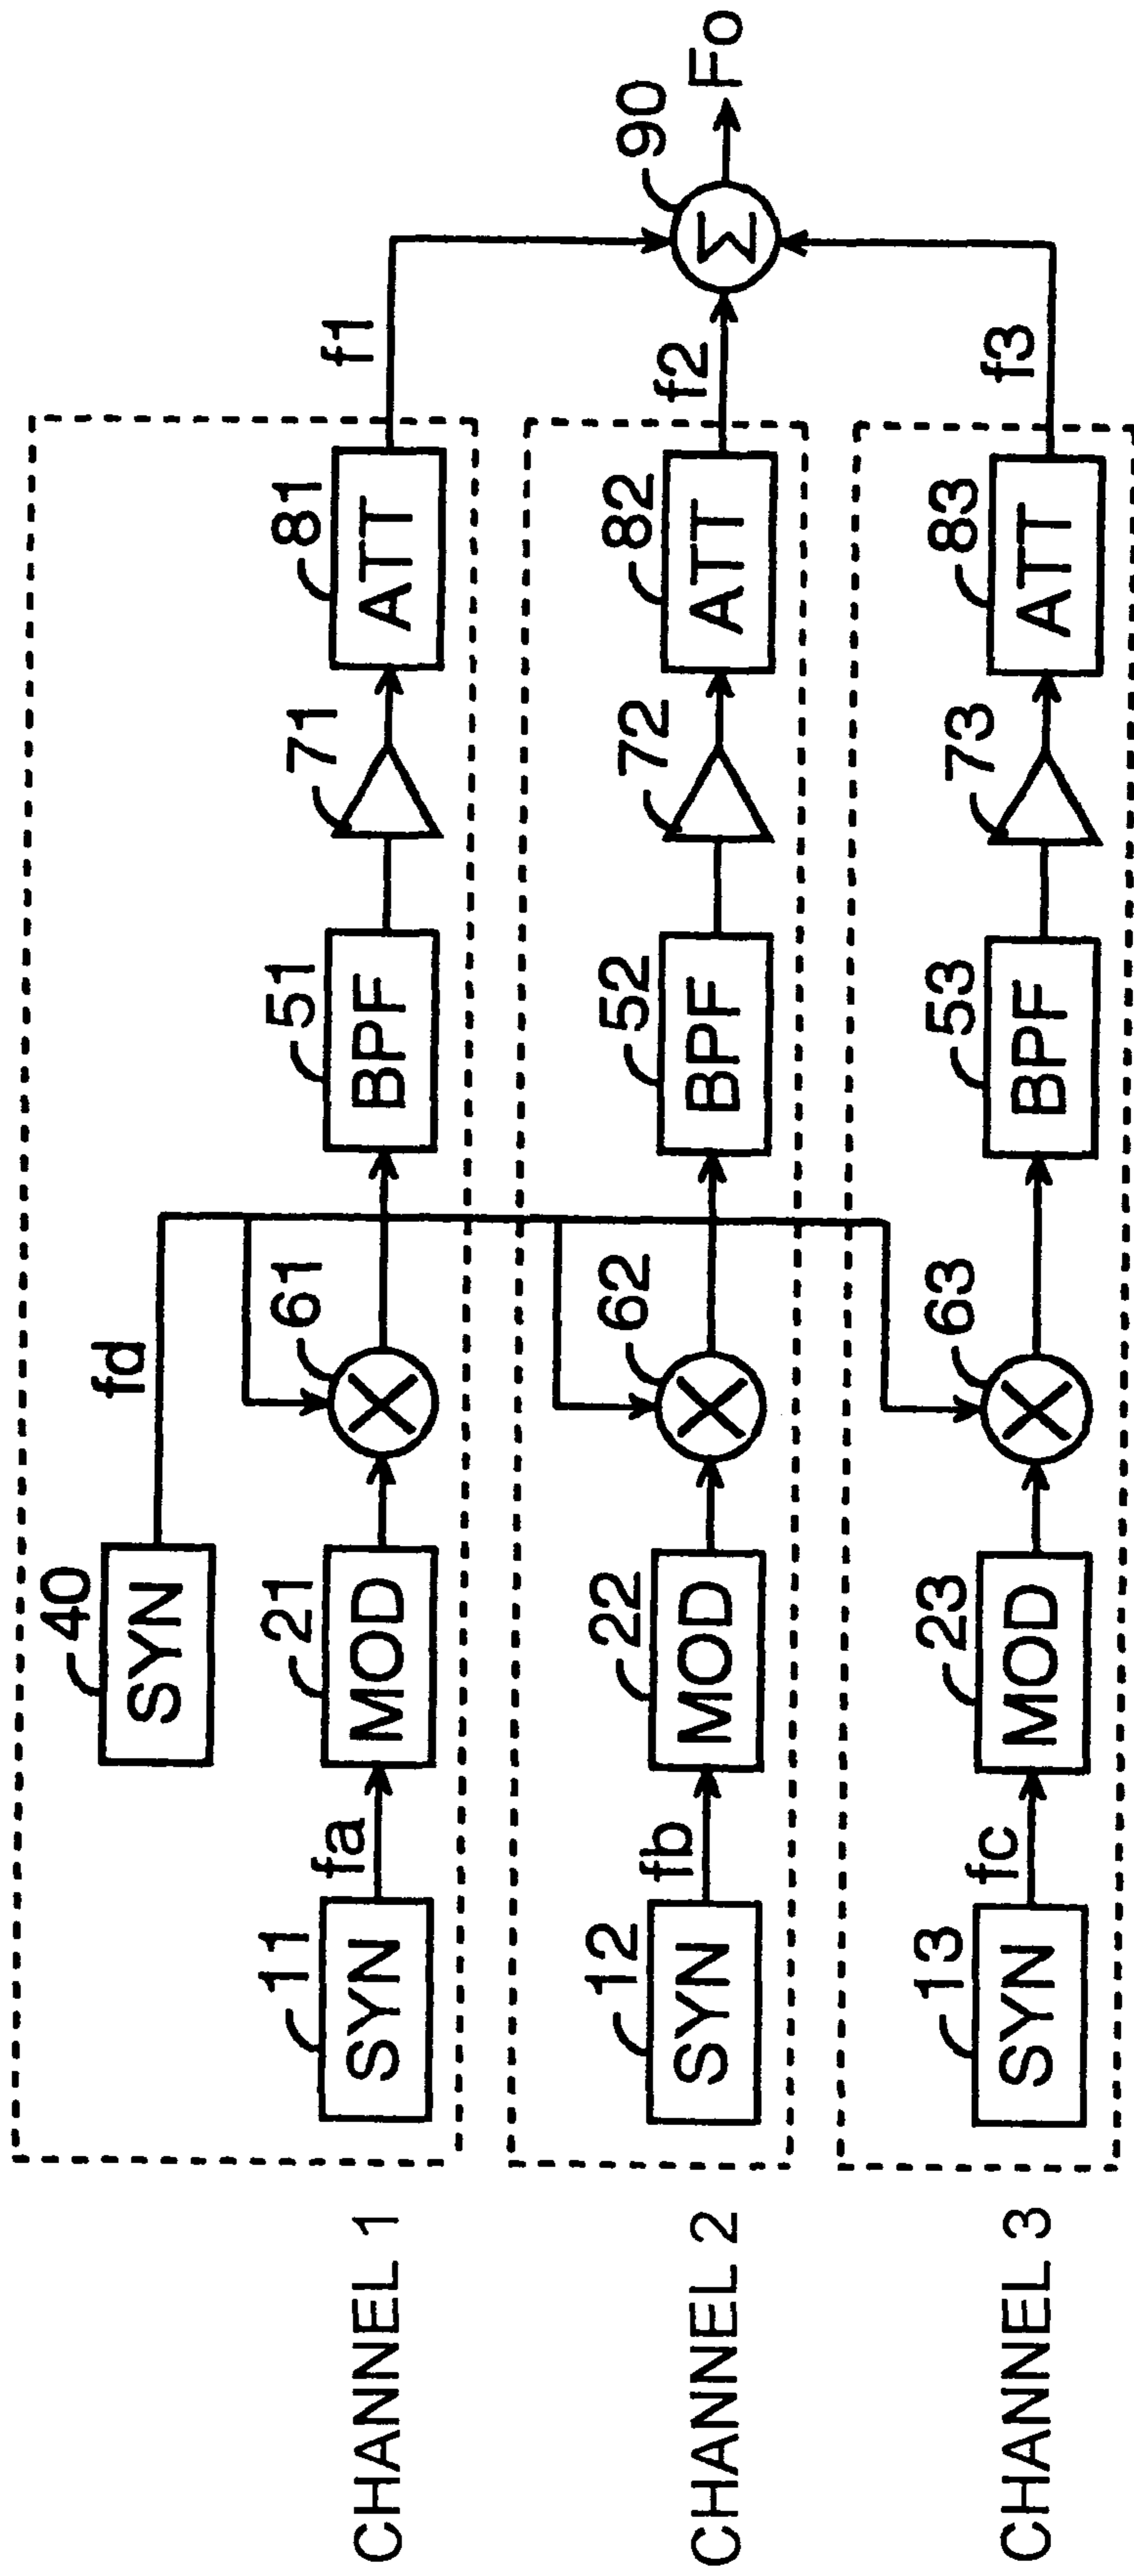 40
SYN
fd
11
SYN
fa
21
MOD
61
51
BPF
71
81
ATT
f1
CHANNEL 1
12
SYN
fb
22
MOD
62
52
BPF
72
82
ATT
f2
90
Σ
Fo
CHANNEL 2
13
SYN
fc
23
MOD
63
53
BPF
73
83
ATT
f3
CHANNEL 3